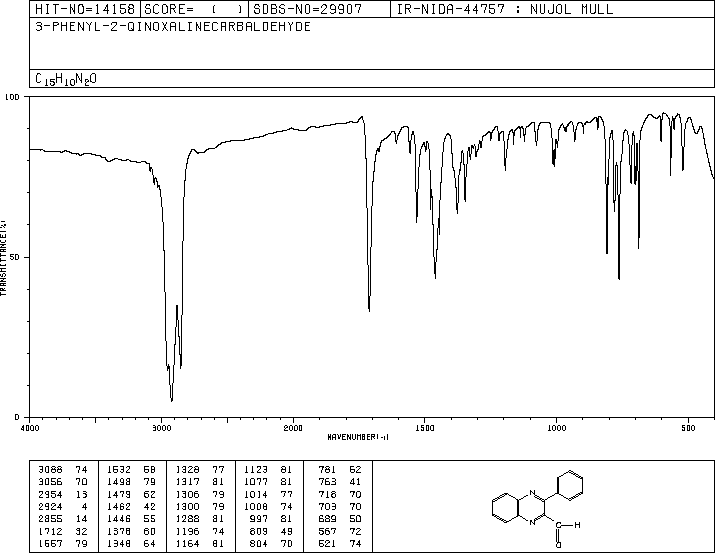 HIT-NO=14158 SCORE= ( ) SDBS-NO=29907 IR-NIDA-44757 : NUJOL MULL
3-PHENYL-2-QINOXALINECARBALDEHYDE
C15H10N2O
100
50
0
TRANSMITTANCE(%)
4000 3000 2000 1500 1000 500
WAVENUMBER(-1)
3088 74 1532 58 1328 77 1123 81 781 62
3056 70 1498 79 1317 81 1077 81 763 41
2954 13 1479 62 1306 79 1014 77 718 70
2924 4 1462 42 1300 79 1008 74 703 70
2855 14 1446 55 1288 81 997 81 689 50
1712 32 1378 60 1196 74 809 49 567 72
1667 79 1348 64 1164 81 804 70 521 74
N
N
C H
O